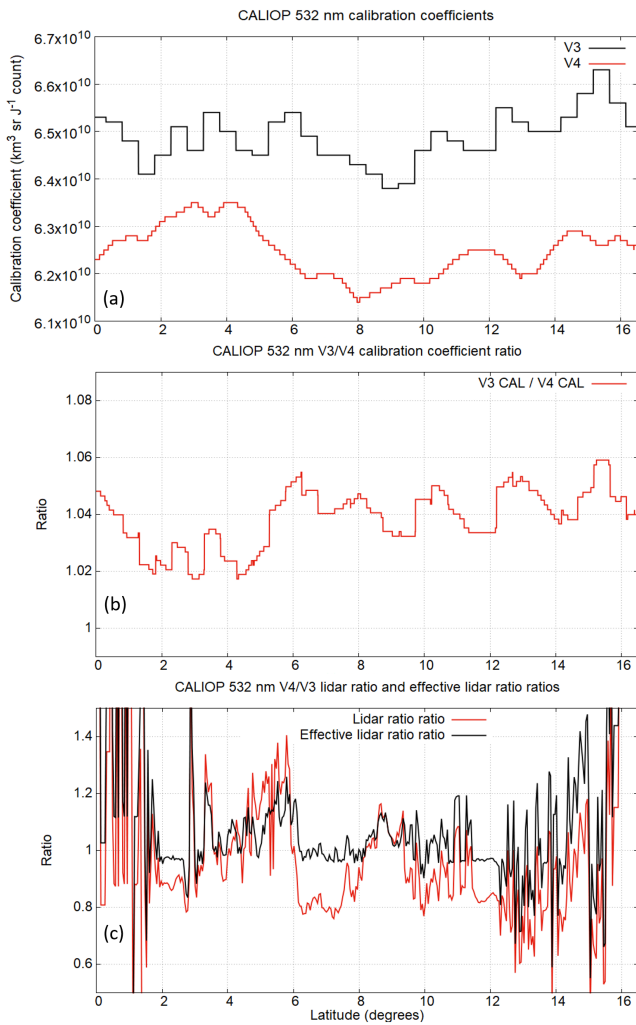 CALIOP 532 nm calibration coefficients
Calibration coefficient (km³ sr J⁻¹ count)
6.7x10¹⁰
6.6x10¹⁰
6.5x10¹⁰
6.4x10¹⁰
6.3x10¹⁰
6.2x10¹⁰
6.1x10¹⁰
V3
V4
(a)
0 2 4 6 8 10 12 14 16
CALIOP 532 nm V3/V4 calibration coefficient ratio
Ratio
1.08
1.06
1.04
1.02
1
V3 CAL / V4 CAL
(b)
0 2 4 6 8 10 12 14 16
CALIOP 532 nm V4/V3 lidar ratio and effective lidar ratio ratios
Ratio
1.4
1.2
1
0.8
0.6
Lidar ratio ratio
Effective lidar ratio ratio
(c)
0 2 4 6 8 10 12 14 16
Latitude (degrees)